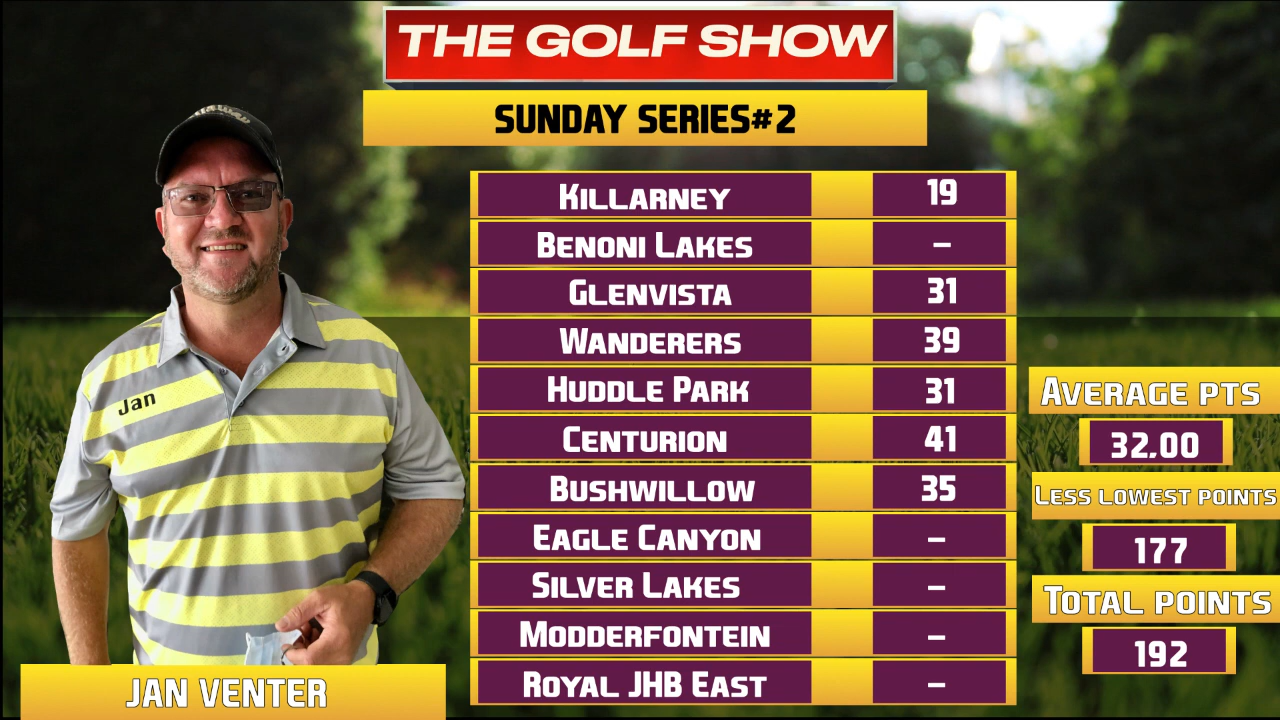 THE GOLF SHOW
SUNDAY SERIES#2
KILLARNEY 19
BENONI LAKES –
GLENVISTA 31
WANDERERS 39
HUDDLE PARK 31
CENTURION 41
BUSHWILLOW 35
EAGLE CANYON –
SILVER LAKES –
MODDERFONTEIN –
ROYAL JHB EAST –
AVERAGE PTS
32.00
LESS LOWEST POINTS
177
TOTAL POINTS
192
Jan
JAN VENTER